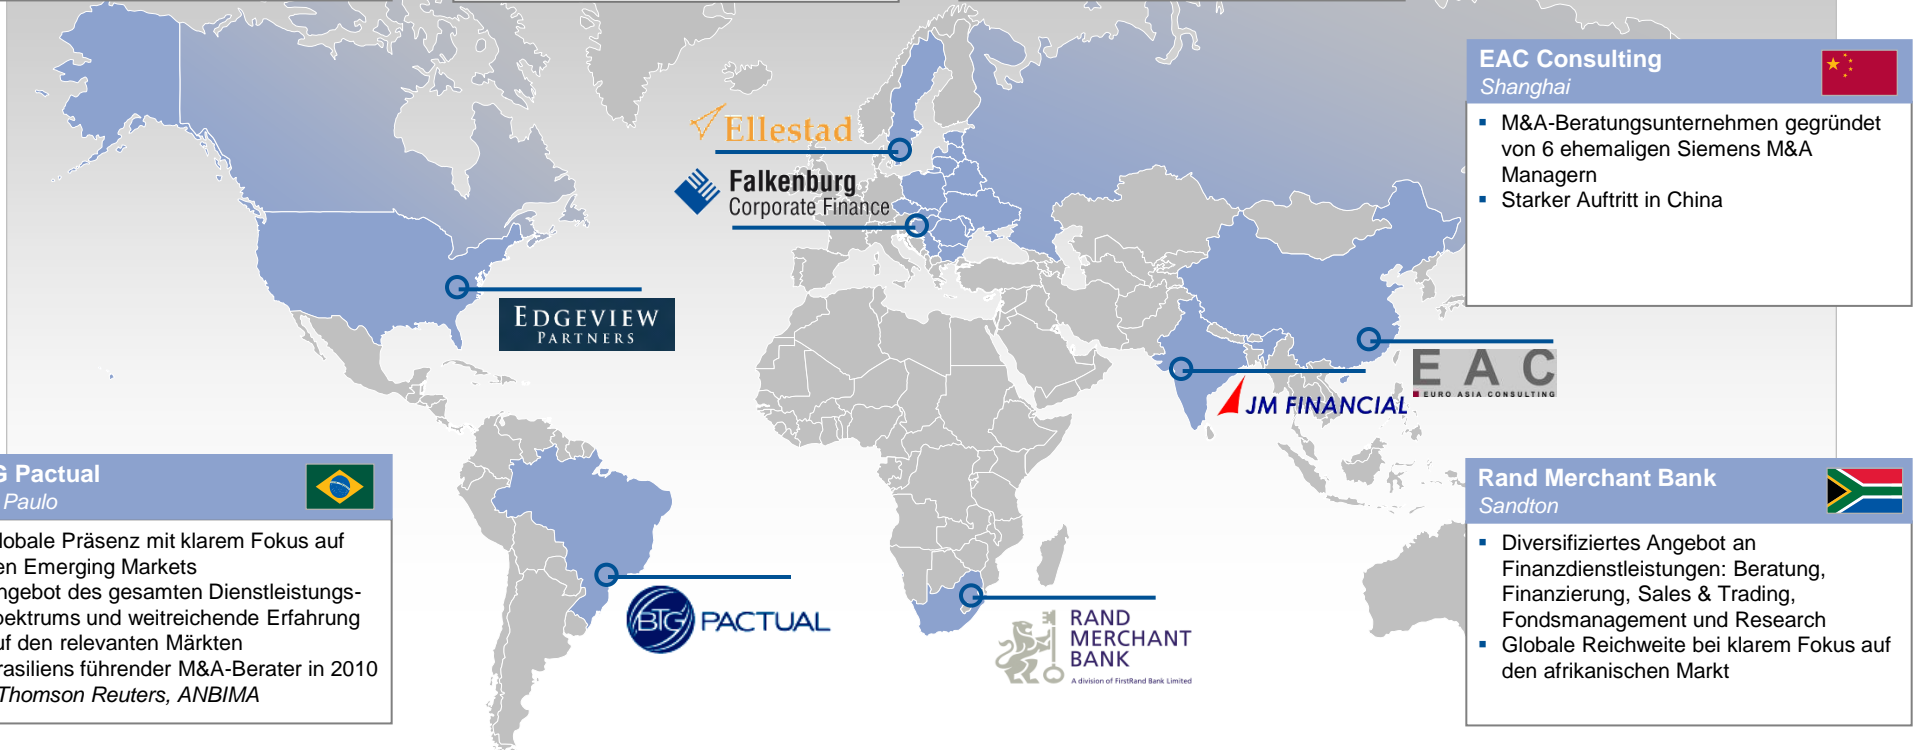 EAC Consulting
Shanghai
M&A-Beratungsunternehmen gegründet
von 6 ehemaligen Siemens M&A
Managern
Starker Auftritt in China
Ellestad
Falkenburg
Corporate Finance
EDGEVIEW
PARTNERS
EAC
EURO ASIA CONSULTING
JM FINANCIAL
G Pactual
Paulo
lobale Präsenz mit klarem Fokus auf
en Emerging Markets
ngebot des gesamten Dienstleistungs-
pektrums und weitreichende Erfahrung
uf den relevanten Märkten
rasiliens führender M&A-Berater in 2010
Thomson Reuters, ANBIMA
BTG PACTUAL
RAND
MERCHANT
BANK
A division of FirstRand Bank Limited
Rand Merchant Bank
Sandton
Diversifiziertes Angebot an
Finanzdienstleistungen: Beratung,
Finanzierung, Sales & Trading,
Fondsmanagement und Research
Globale Reichweite bei klarem Fokus auf
den afrikanischen Markt